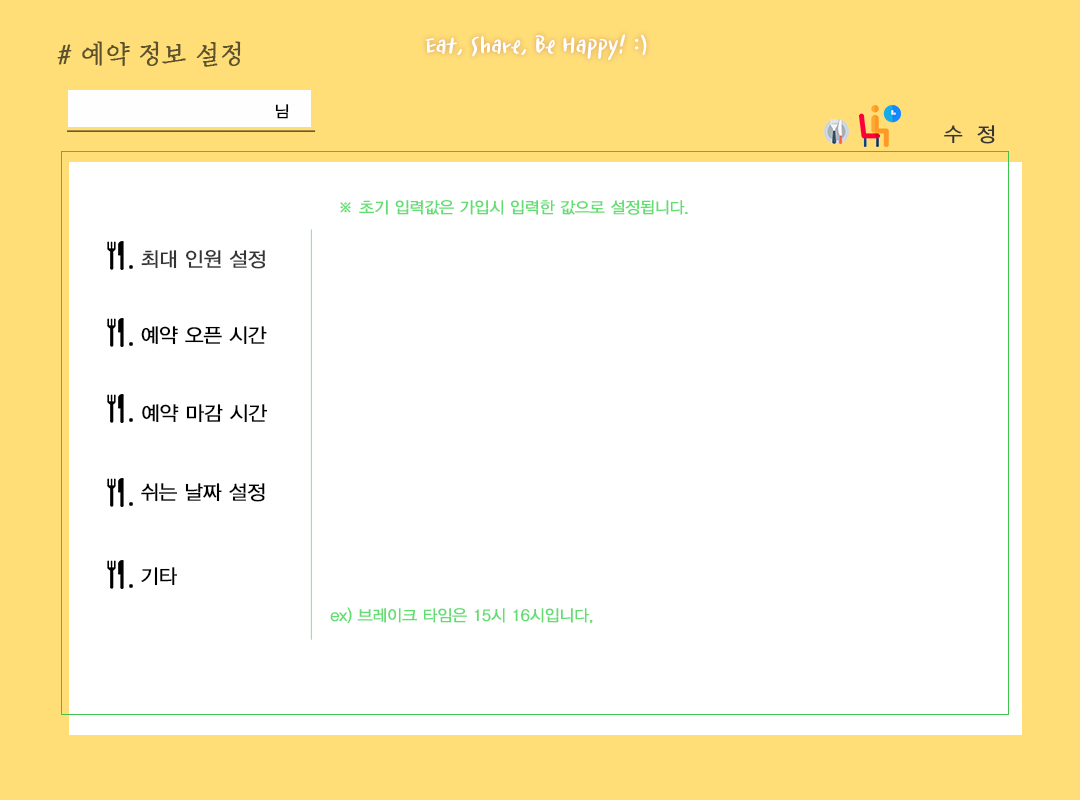 # 예약 정보 설정
Eat, Share, Be Happy! :)
님
수 정
※ 초기 입력값은 가입시 입력한 값으로 설정됩니다.
최대 인원 설정
예약 오픈 시간
예약 마감 시간
쉬는 날짜 설정
기타
ex) 브레이크 타임은 15시 16시입니다.